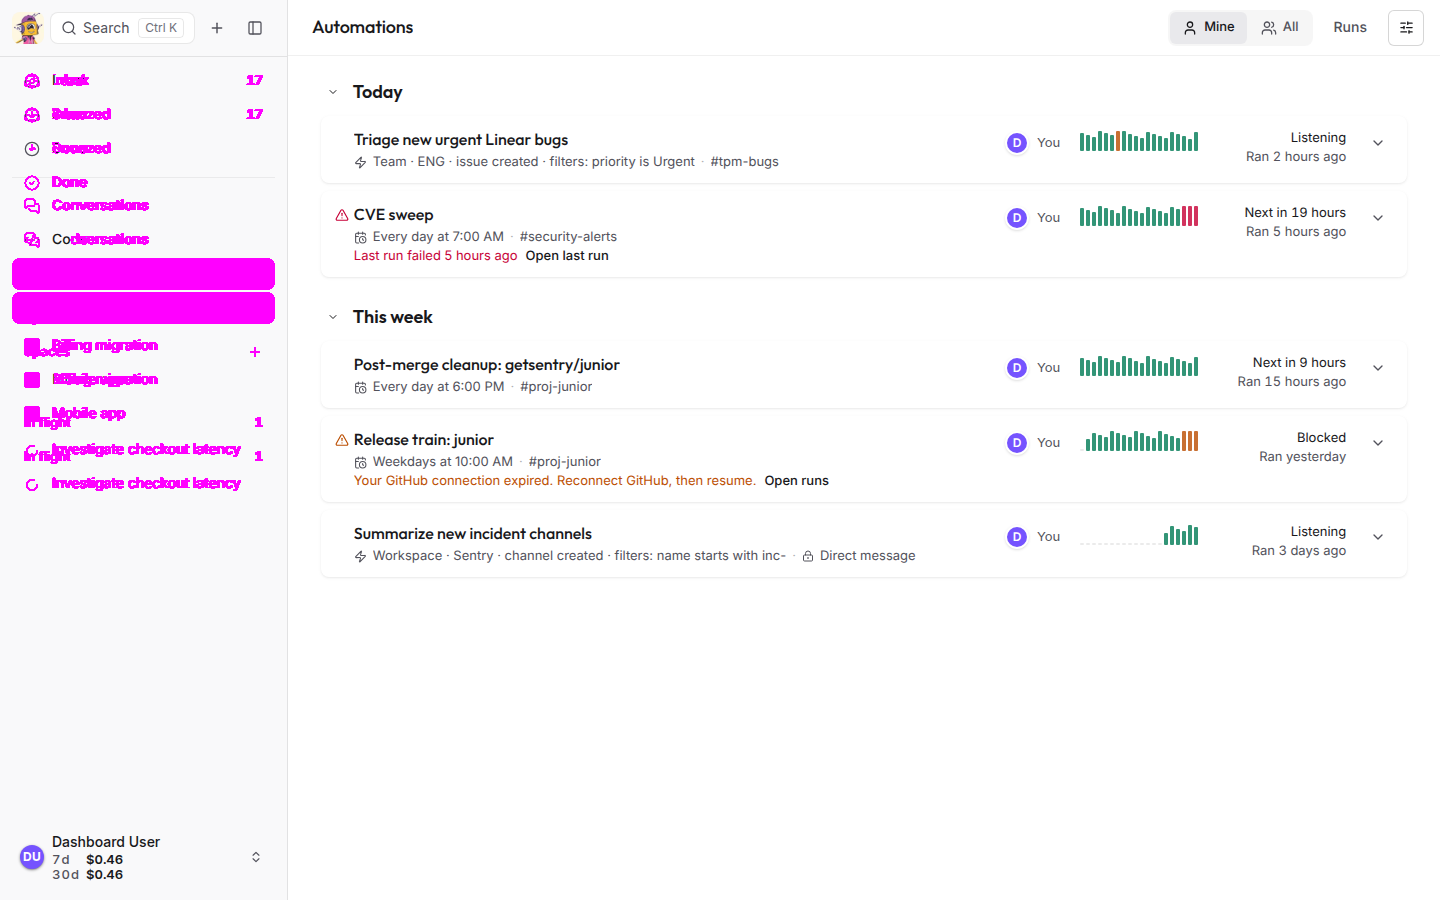 Search Ctrl K
Automations
Mine
All
Runs
17
17
Done
Conversations
Billing migration
Mobile app
In flight 1
Investigate checkout latency
1
Investigate checkout latency
Today
Triage new urgent Linear bugs
Team · ENG · issue created · filters: priority is Urgent · #tpm-bugs
D You
Listening
Ran 2 hours ago
CVE sweep
Every day at 7:00 AM · #security-alerts
Last run failed 5 hours ago Open last run
D You
Next in 19 hours
Ran 5 hours ago
This week
Post-merge cleanup: getsentry/junior
Every day at 6:00 PM · #proj-junior
D You
Next in 9 hours
Ran 15 hours ago
Release train: junior
Weekdays at 10:00 AM · #proj-junior
Your GitHub connection expired. Reconnect GitHub, then resume. Open runs
D You
Blocked
Ran yesterday
Summarize new incident channels
Workspace · Sentry · channel created · filters: name starts with inc- · Direct message
D You
Listening
Ran 3 days ago
DU
Dashboard User
7d $0.46
30d $0.46